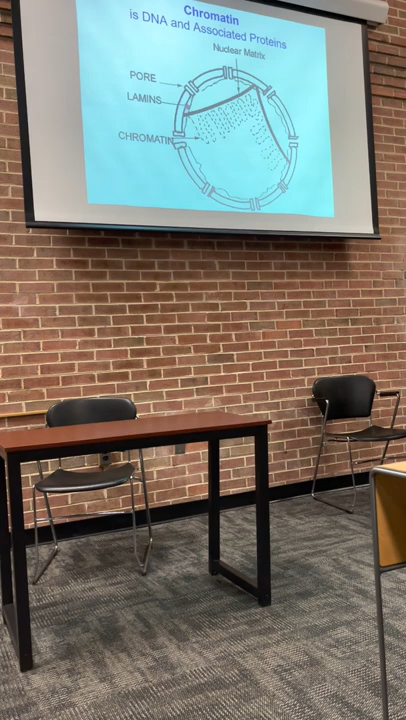 Chromatin
is DNA and Associated Proteins
Nuclear Matrix
PORE
LAMINS
CHROMATIN